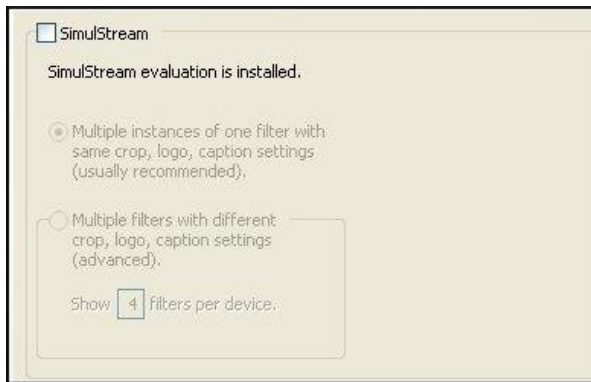 SimulStream
SimulStream evaluation is installed.
Multiple instances of one filter with
same crop, logo, caption settings
(usually recommended).
Multiple filters with different
crop, logo, caption settings
(advanced).
Show 4 filters per device.